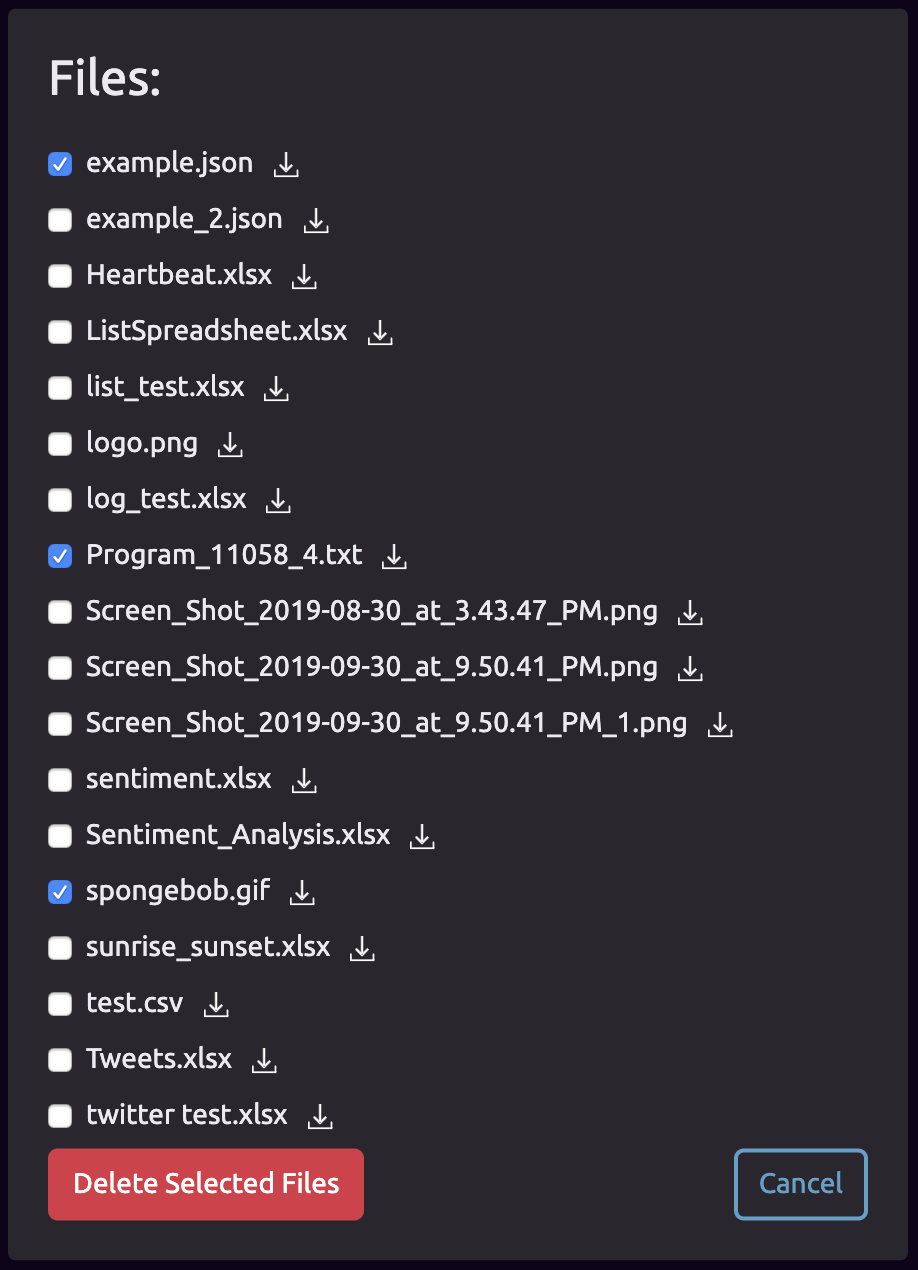 Files:
example.json
example_2.json
Heartbeat.xlsx
ListSpreadsheet.xlsx
list_test.xlsx
logo.png
log_test.xlsx
Program_11058_4.txt
Screen_Shot_2019-08-30_at_3.43.47_PM.png
Screen_Shot_2019-09-30_at_9.50.41_PM.png
Screen_Shot_2019-09-30_at_9.50.41_PM_1.png
sentiment.xlsx
Sentiment_Analysis.xlsx
spongebob.gif
sunrise_sunset.xlsx
test.csv
Tweets.xlsx
twitter test.xlsx
Delete Selected Files
Cancel